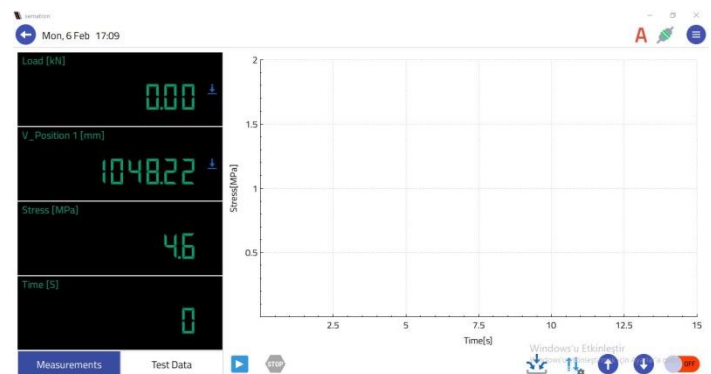 Mon, 6 Feb 17:09
A
Load [kN]
0.00
V_Position 1 [mm]
1048.22
Stress [MPa]
4.6
Time [S]
0
Measurements
Test Data
2
1.5
1
0.5
Stress[MPa]
2.5 5 7.5 10 12.5 15
Time[s]
STOP
Windows'u Etkinleştir
OFF